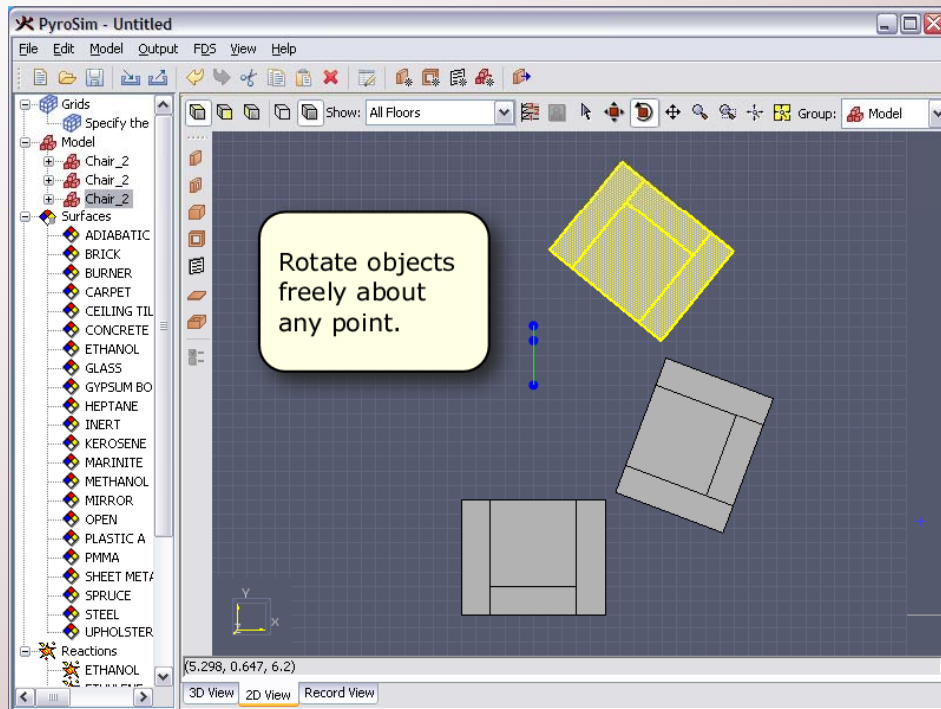 PyroSim - Untitled
File Edit Model Output FDS View Help
Show: All Floors Group: Model
Grids
Specify the
Model
Chair_2
Chair_2
Chair_2
Surfaces
ADIABATIC
BRICK
BURNER
CARPET
CEILING TIL
CONCRETE
ETHANOL
GLASS
GYPSUM BO
HEPTANE
INERT
KEROSENE
MARINITE
METHANOL
MIRROR
OPEN
PLASTIC A
PMMA
SHEET META
SPRUCE
STEEL
UPHOLSTER
Reactions
ETHANOL
Rotate objects
freely about
any point.
Y
X
Z
(5.298, 0.647, 6.2)
3D View 2D View Record View